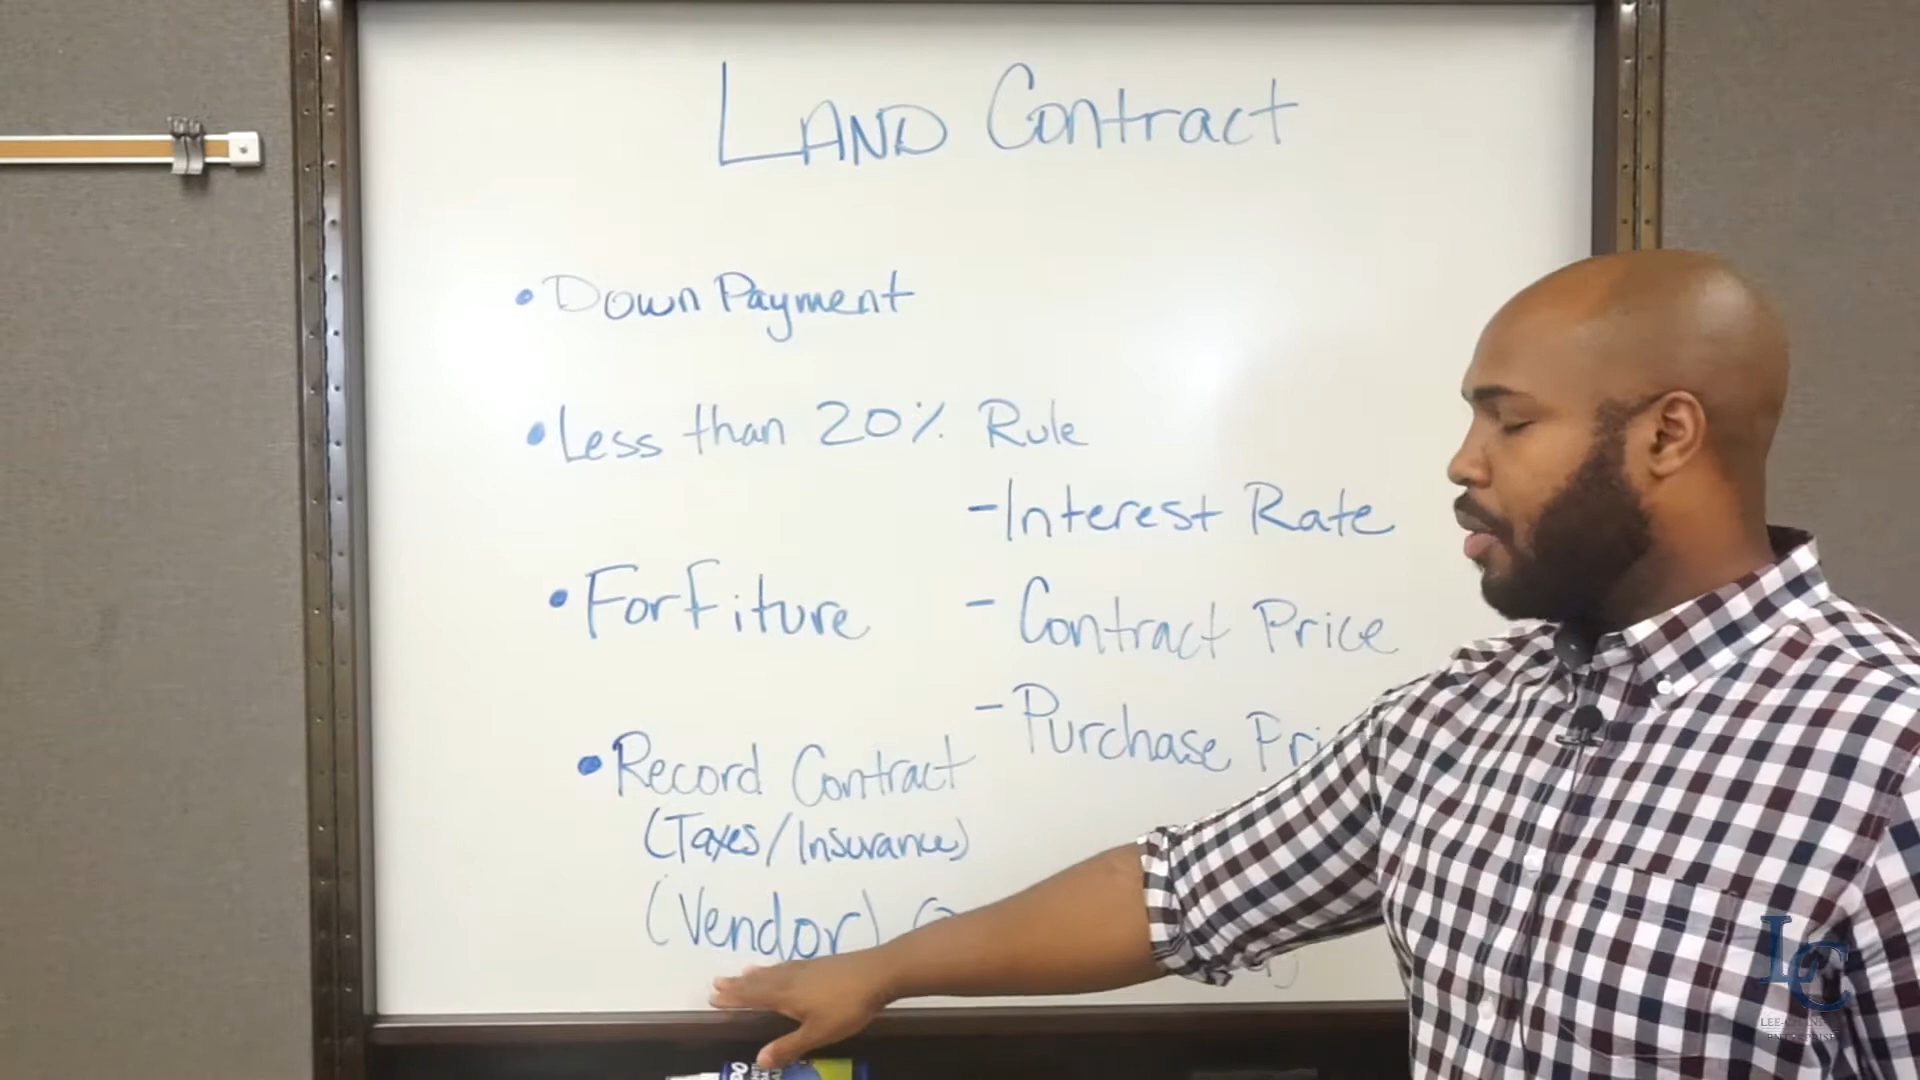 LAND Contract
• Down Payment
• Less than 20% Rule
- Interest Rate
• Forfiture
- Contract Price
- Purchase
• Record Contract
(Taxes/Insurance)
(Vendor)
LC